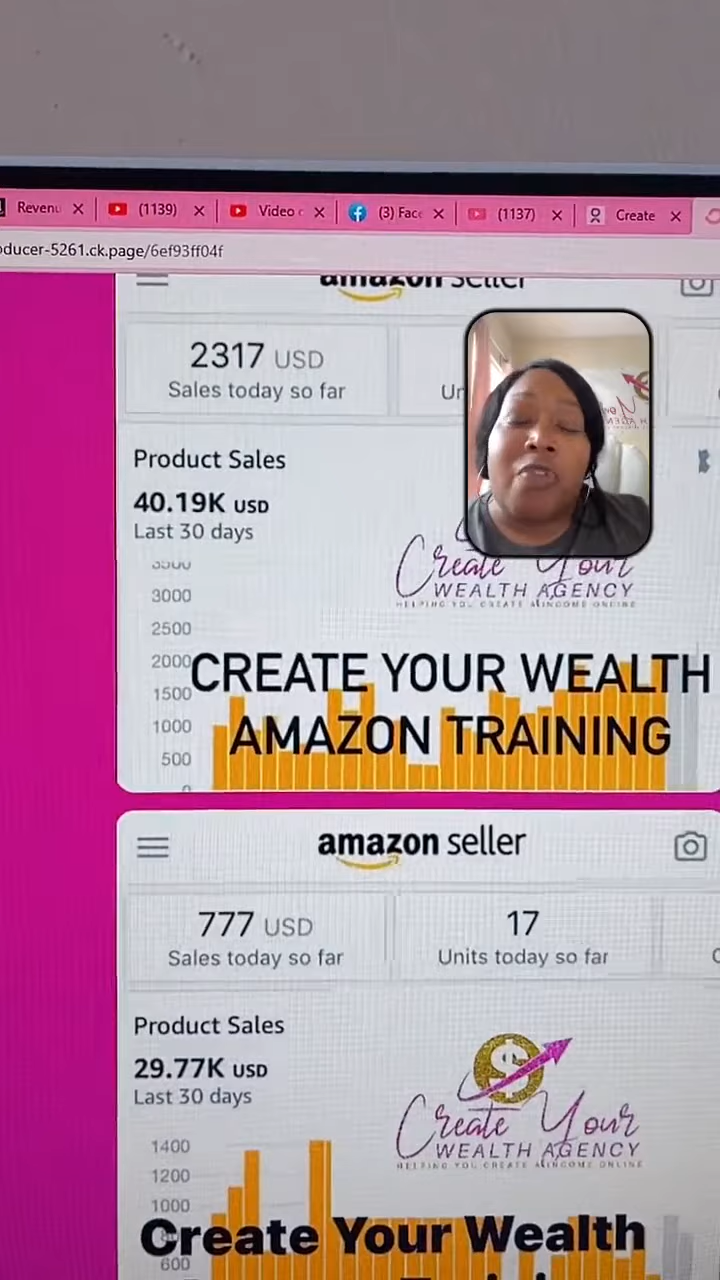 Revenu
(1139)
Video
(3) Face
(1137)
Create
oducer-5261.ck.page/6ef93ff04f
amazon seller
2317 USD
Sales today so far
Product Sales
40.19K USD
Last 30 days
3500
3000
2500
2000
1500
1000
500
0
Create Your
WEALTH AGENCY
CREATE YOUR WEALTH
AMAZON TRAINING
amazon seller
777 USD
Sales today so far
17
Units today so far
Product Sales
29.77K USD
Last 30 days
Create Your
WEALTH AGENCY
1400
1200
1000
600
Create Your Wealth